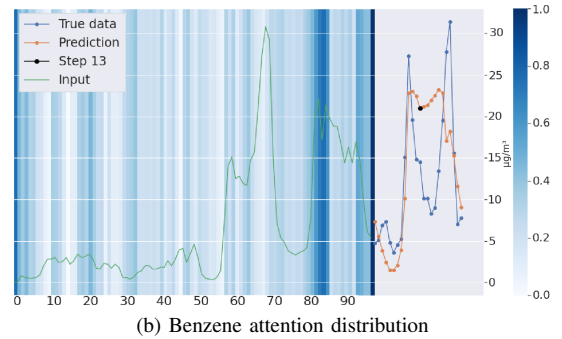 True data
Prediction
Step 13
Input
30
25
20
15
10
5
0
µg/m³
1.0
0.8
0.6
0.4
0.2
0.0
0 10 20 30 40 50 60 70 80 90
(b) Benzene attention distribution